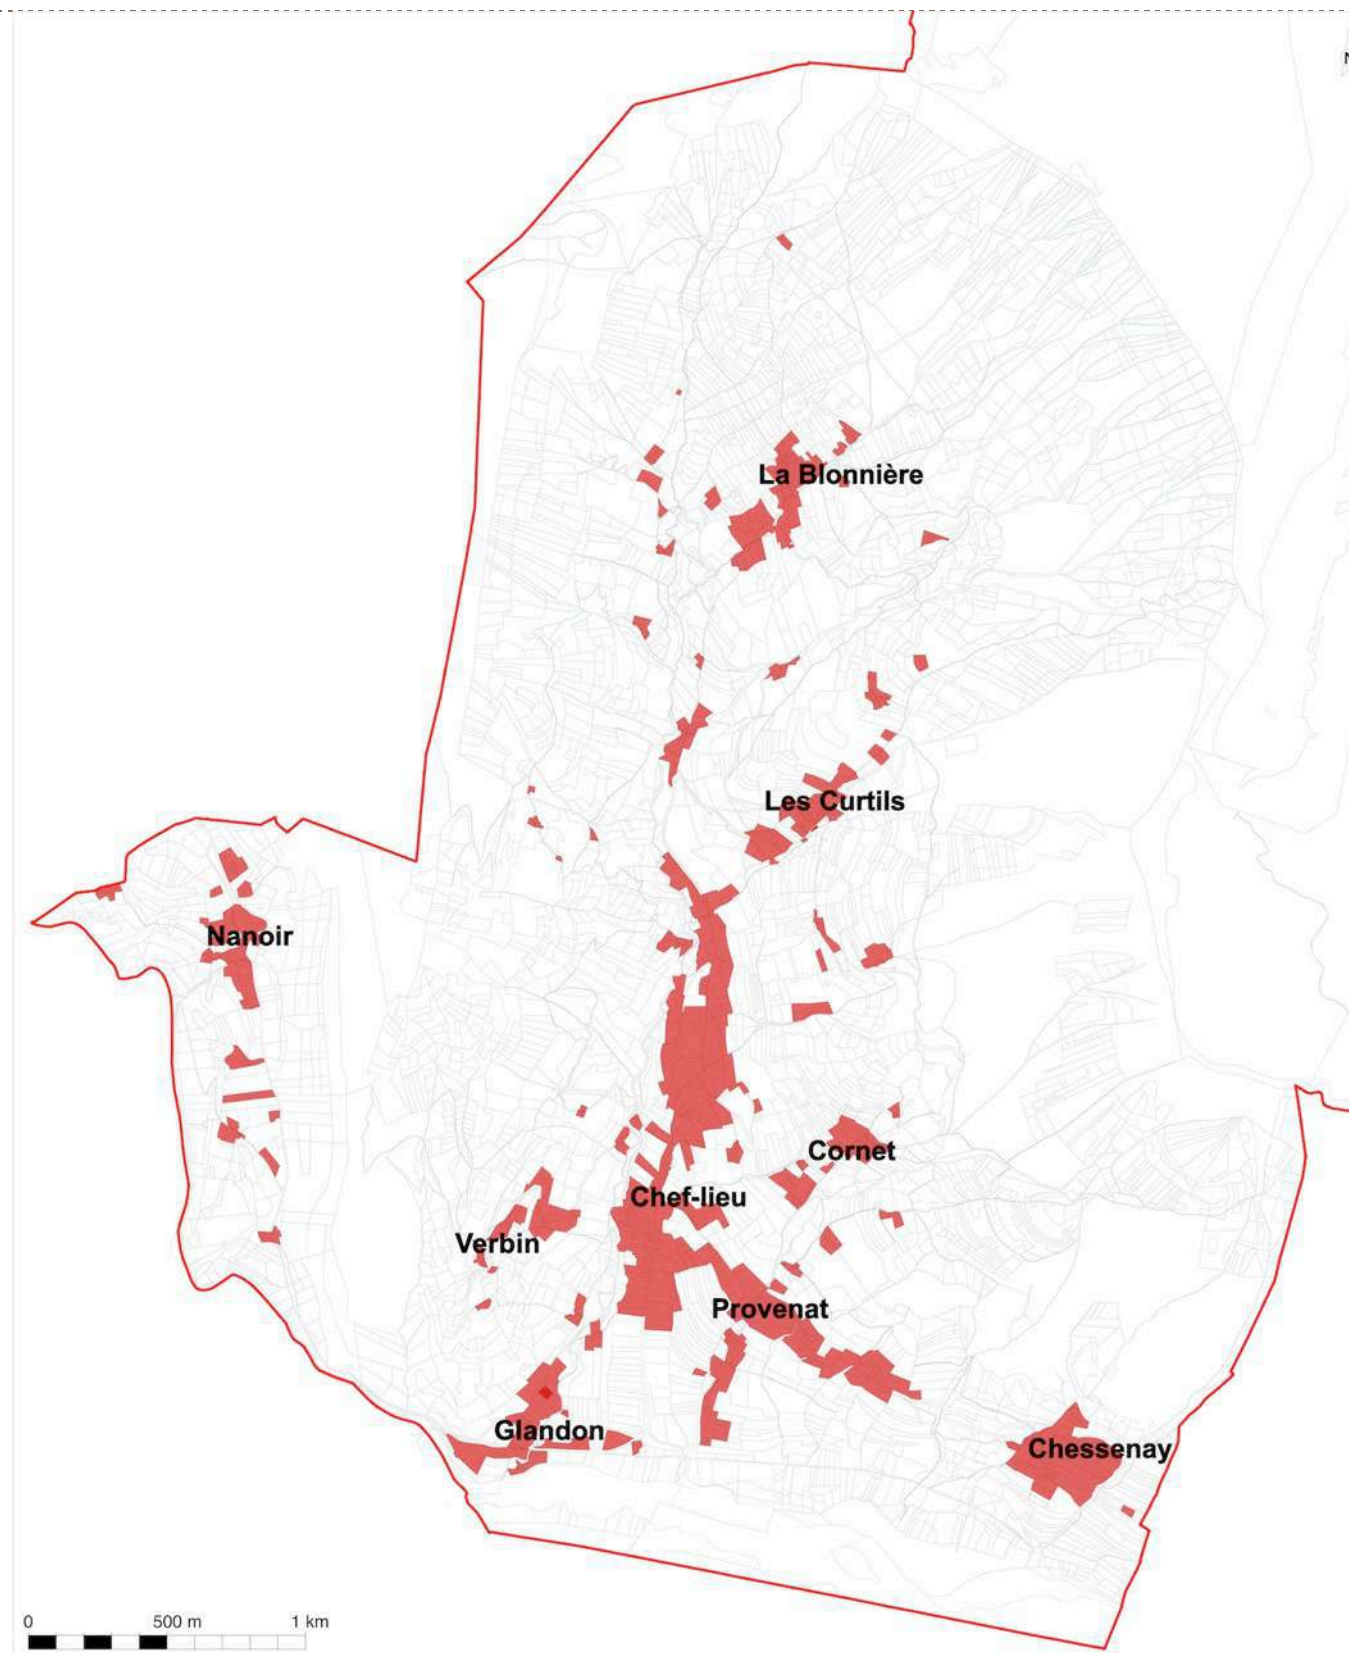 N
La Blonnière
Les Curtils
Nanoir
Cornet
Chef-lieu
Verbin
Provenat
Glandon
Chessenay
0 500 m 1 km